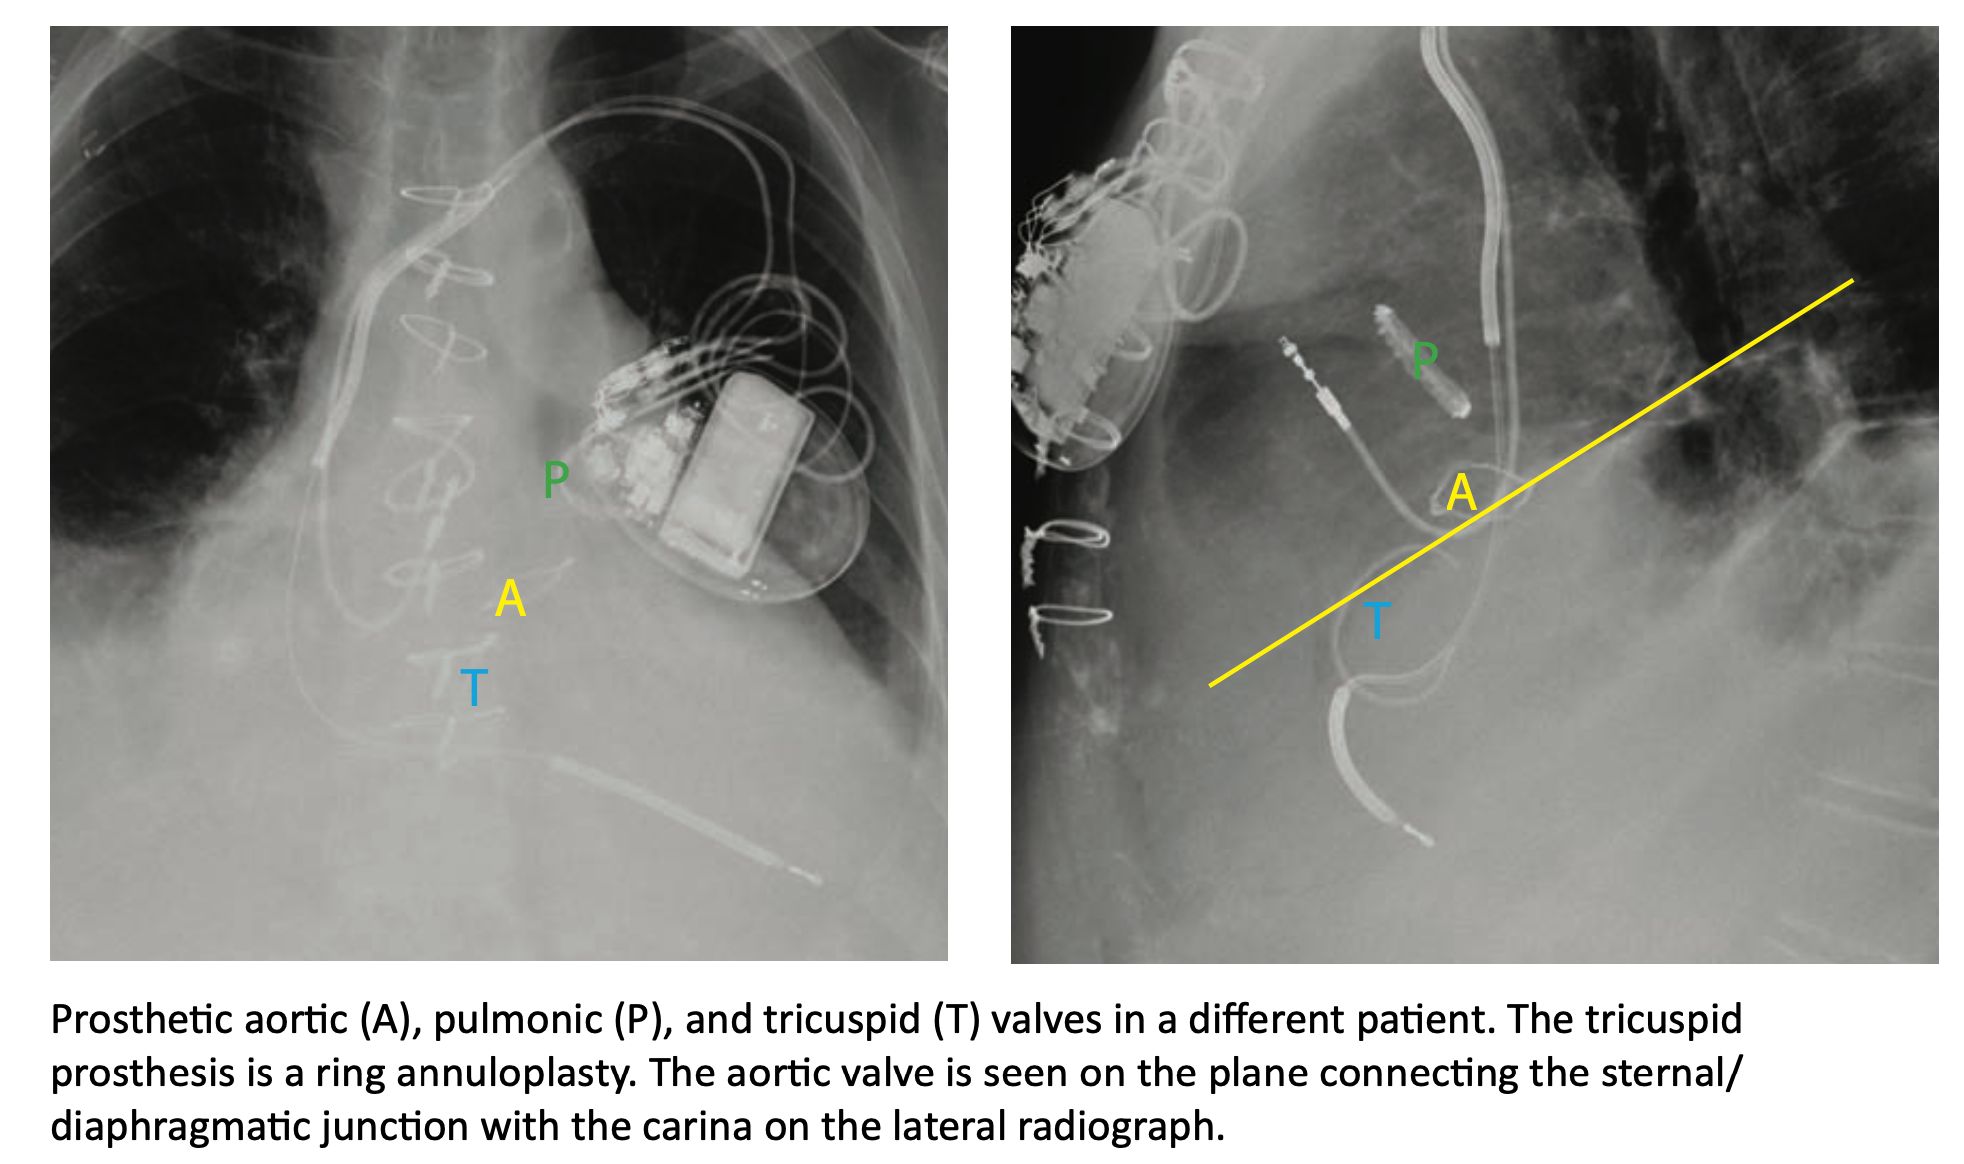 P
A
T
P
A
T
Prosthetic aortic (A), pulmonic (P), and tricuspid (T) valves in a different patient. The tricuspid
prosthesis is a ring annuloplasty. The aortic valve is seen on the plane connecting the sternal/
diaphragmatic junction with the carina on the lateral radiograph.